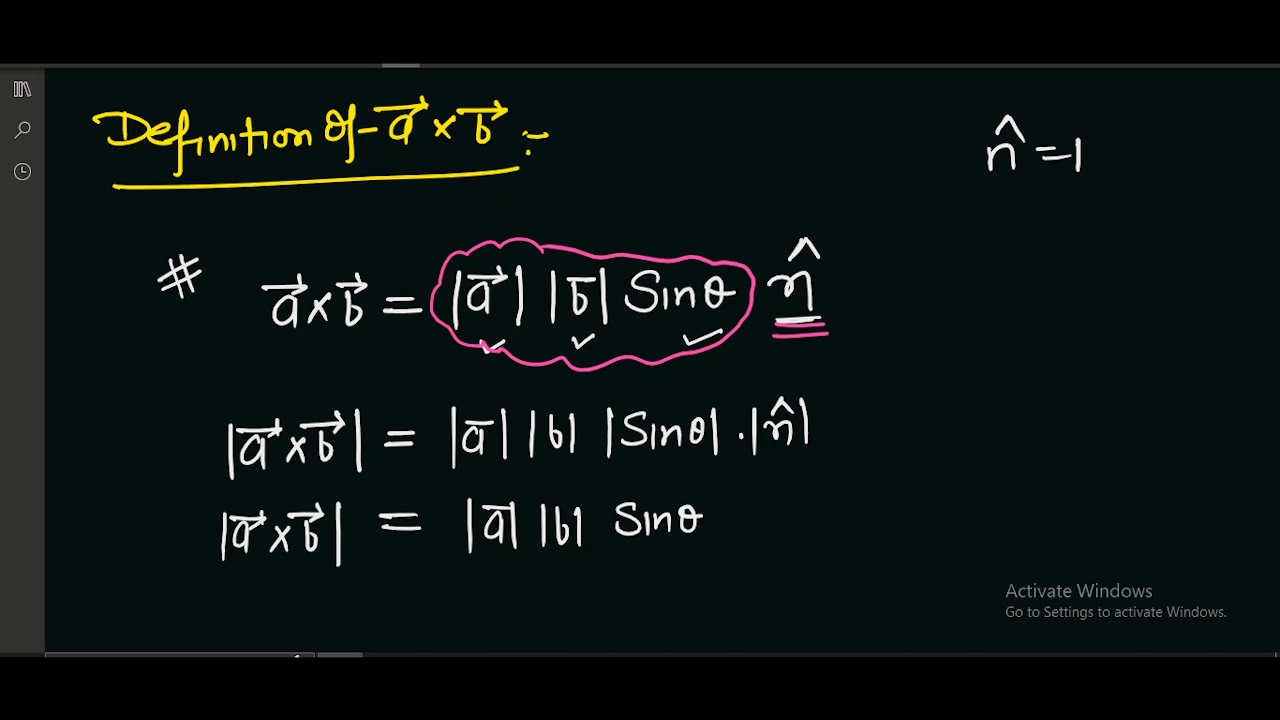 Definition Of - a⃗ × b⃗ :-
n̂ = 1
# a⃗ × b⃗ = |a⃗| |b̅| Sinθ n̂
|a⃗ × b⃗| = |a̅| |b| |Sinθ| . |n̂|
|a⃗ × b⃗| = |a̅| |b| Sinθ
Activate Windows
Go to Settings to activate Windows.